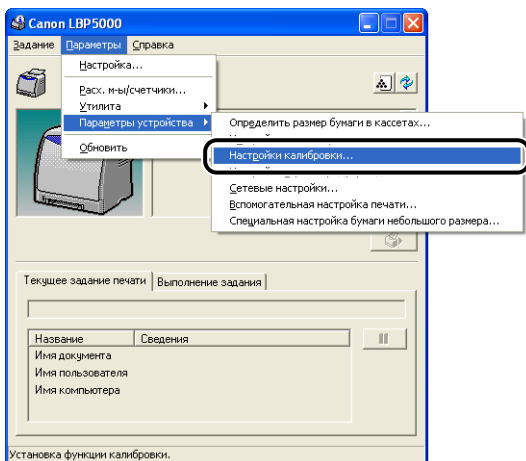 Canon LBP5000
Задание Параметры Справка
Настройка...
Расх. м-ы/счетчики...
Утилита
Параметры устройства
Обновить
Определить размер бумаги в кассетах...
Настройки калибровки...
Сетевые настройки...
Вспомогательная настройка печати...
Специальная настройка бумаги небольшого размера...
Текущее задание печати Выполнение задания
Название Сведения
Имя документа
Имя пользователя
Имя компьютера
Установка функции калибровки.